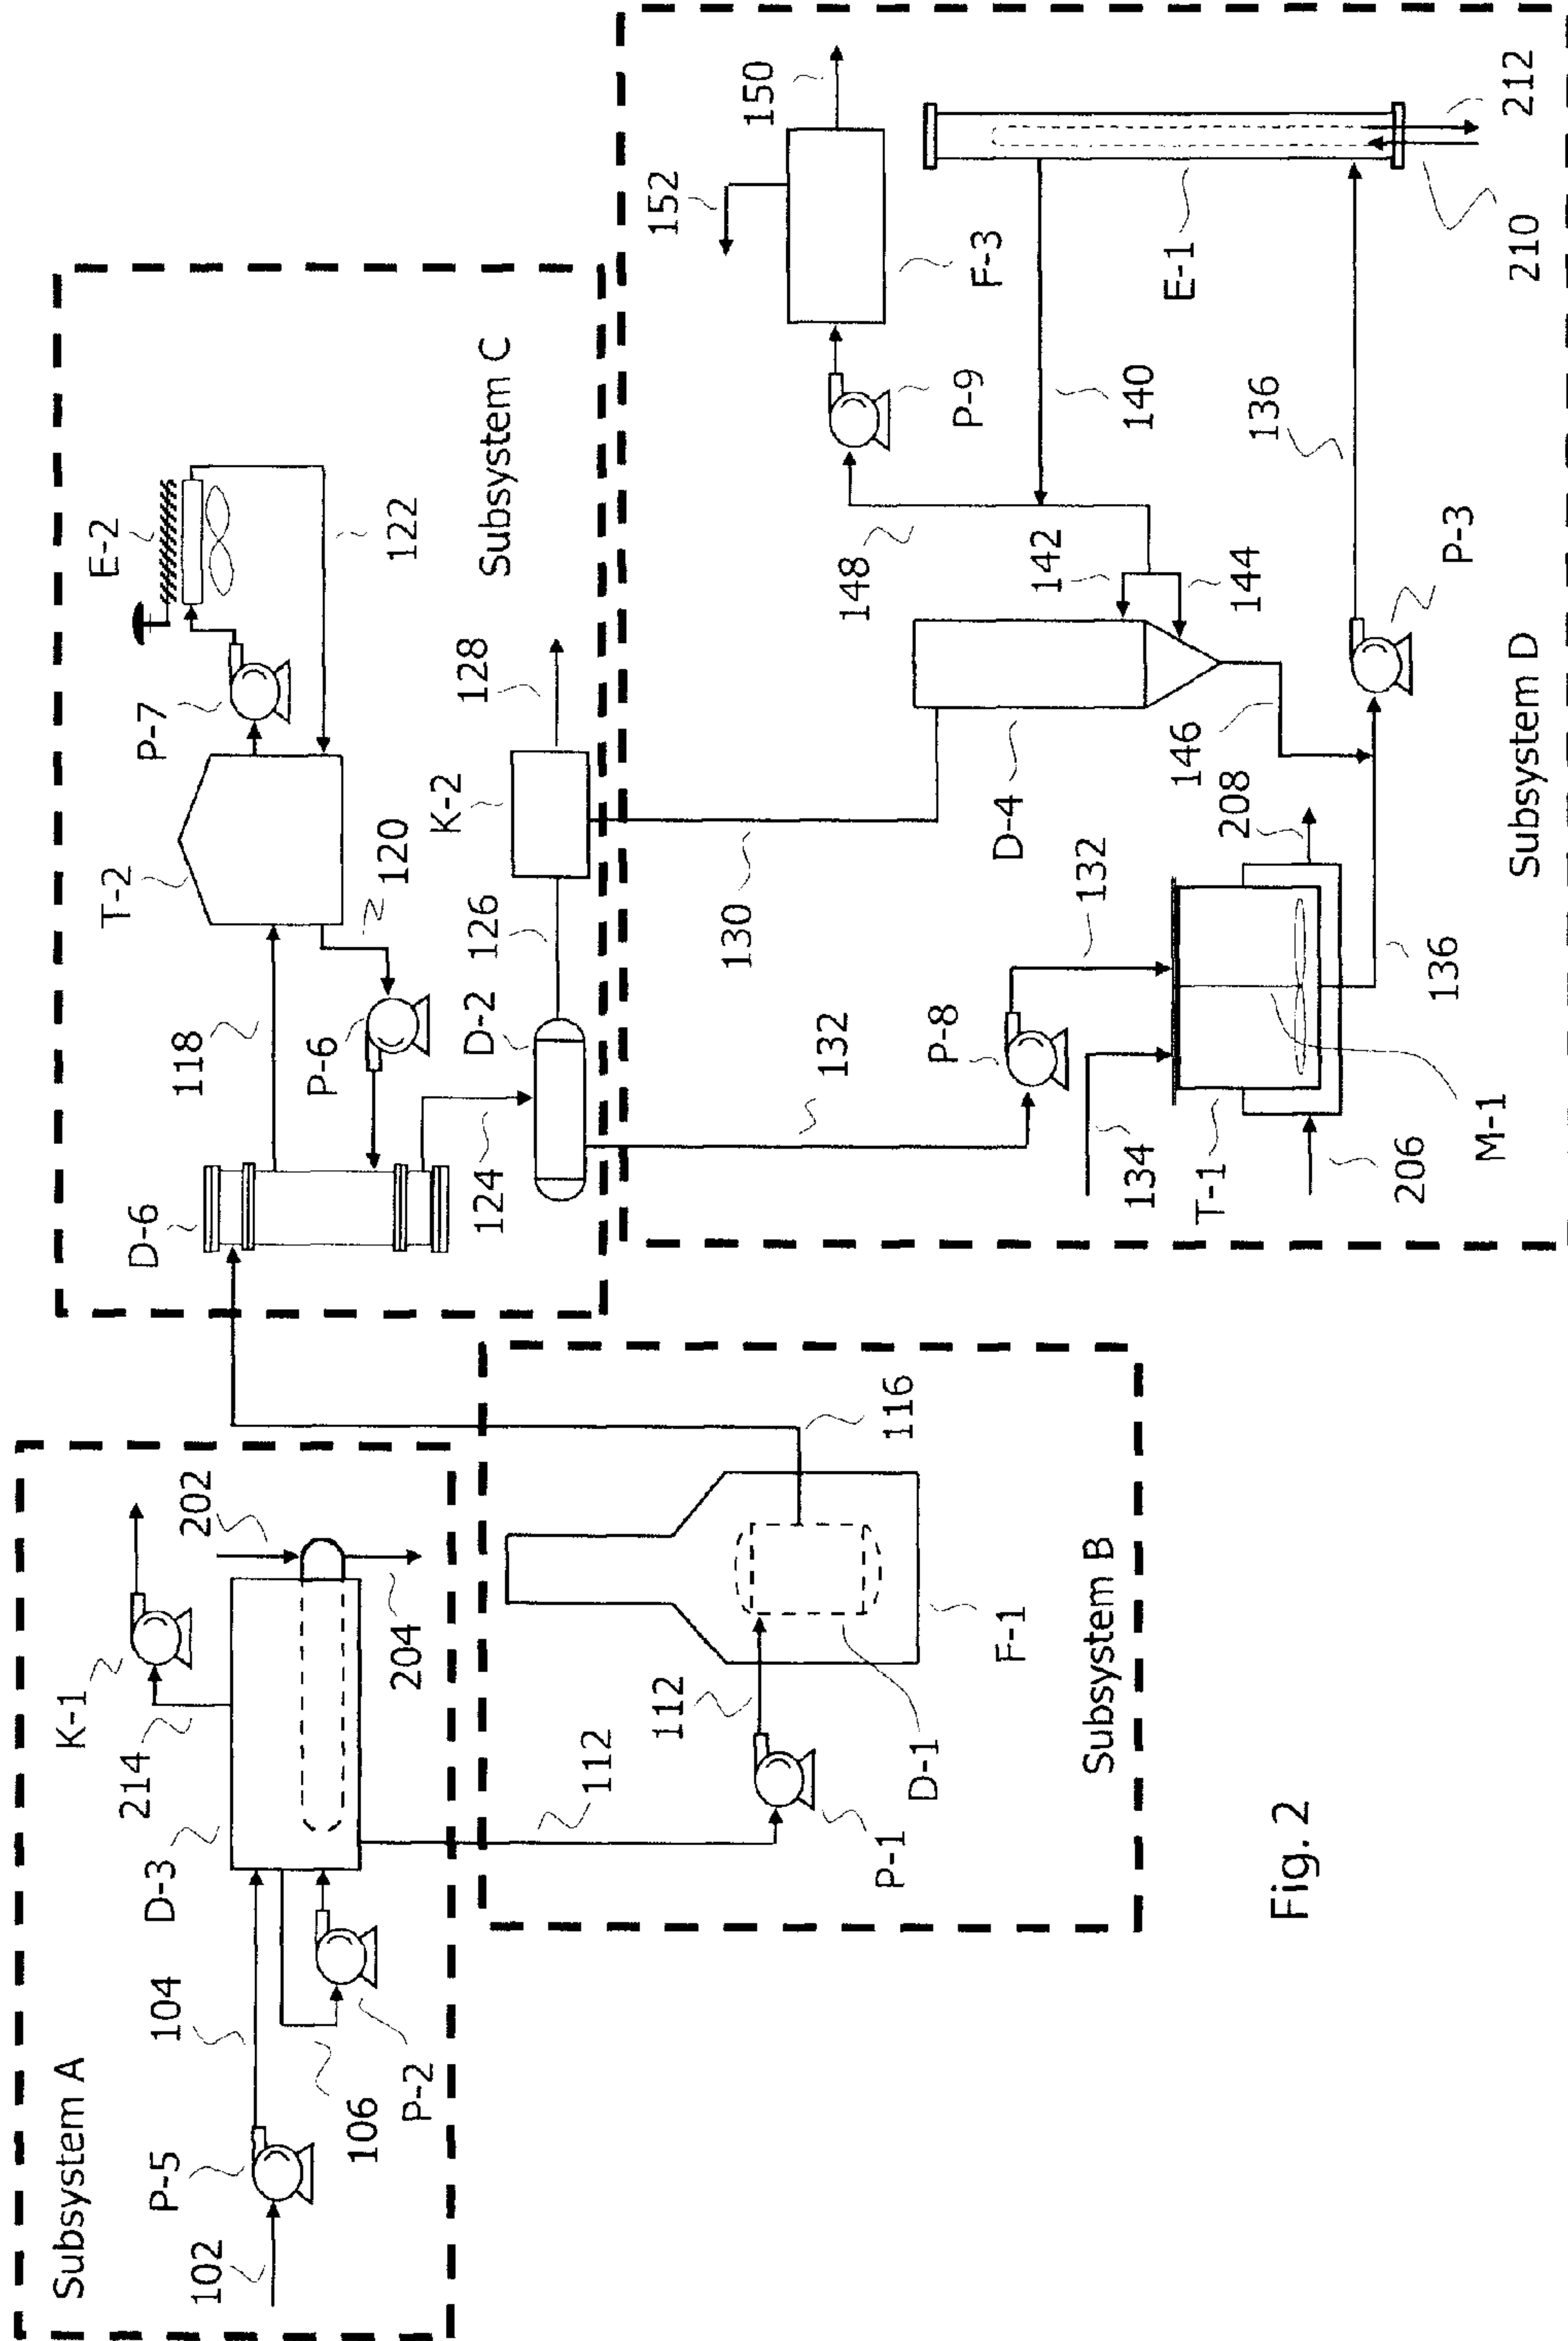 Subsystem A
102
P-5
104
106
P-2
D-3
214
K-1
202
204
112
Subsystem B
P-1
112
D-1
F-1
116
Subsystem C
D-6
118
P-6
124
D-2
T-2
120
P-7
E-2
122
126
K-2
128
Subsystem D
130
132
P-8
132
134
T-1
206
M-1
136
208
D-4
146
142
144
148
P-3
136
140
P-9
F-3
152
150
E-1
210
212
Fig. 2